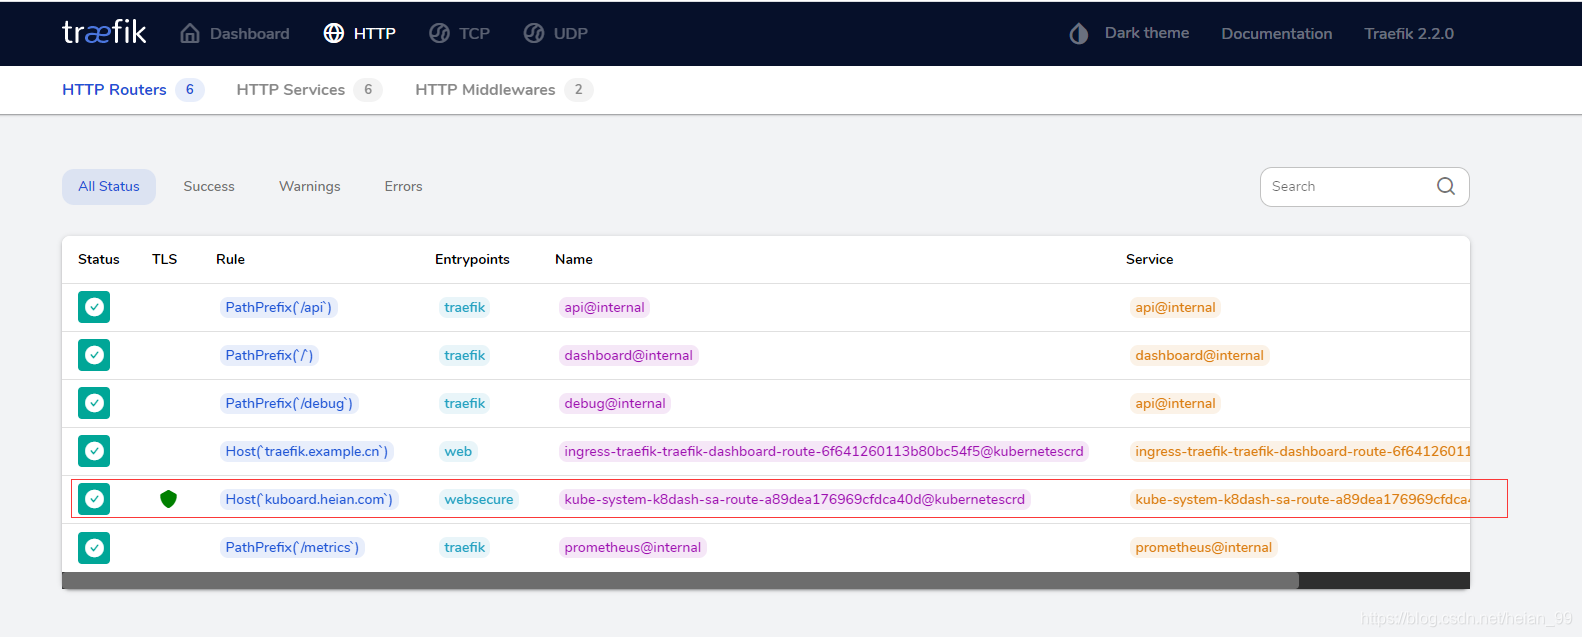 træfik Dashboard HTTP TCP UDP Dark theme Documentation Traefik 2.2.0
HTTP Routers 6 HTTP Services 6 HTTP Middlewares 2
All Status Success Warnings Errors Search
Status TLS Rule Entrypoints Name Service
PathPrefix(`/api`) traefik api@internal api@internal
PathPrefix(`/`) traefik dashboard@internal dashboard@internal
PathPrefix(`/debug`) traefik debug@internal api@internal
Host(`traefik.example.cn`) web ingress-traefik-traefik-dashboard-route-6f641260113b80bc54f5@kubernetescrd ingress-traefik-traefik-dashboard-route-6f64126011
Host(`kuboard.heian.com`) websecure kube-system-k8dash-sa-route-a89dea176969cfdca40d@kubernetescrd kube-system-k8dash-sa-route-a89dea176969cfdca4
PathPrefix(`/metrics`) traefik prometheus@internal prometheus@internal
https://blog.csdn.net/heian_99